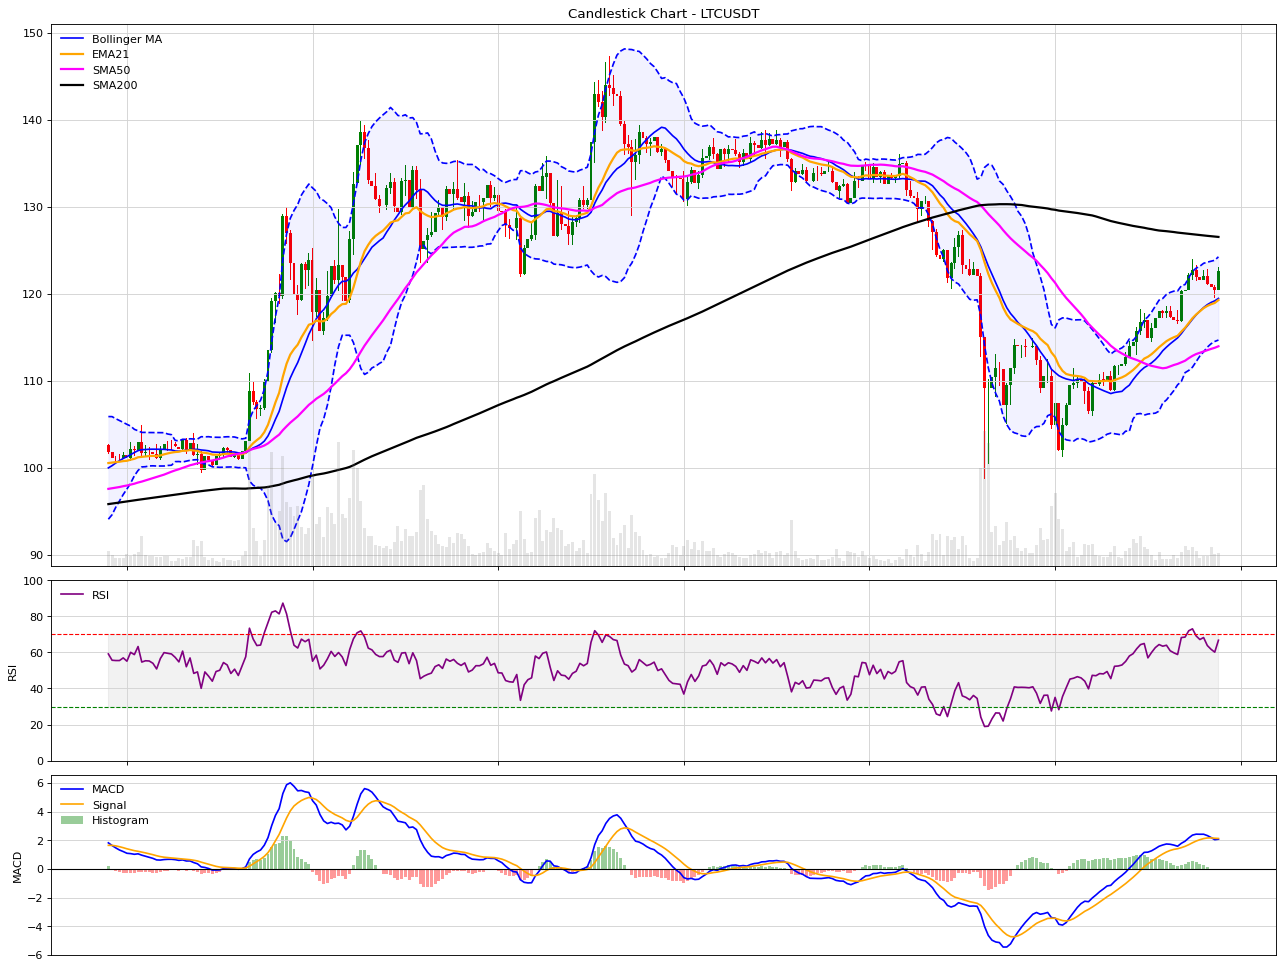 Candlestick Chart - LTCUSDT
150
140
130
120
110
100
90
Bollinger MA
EMA21
SMA50
SMA200
100
80
60
40
20
0
RSI
RSI
6
4
2
0
−2
−4
−6
MACD
MACD
Signal
Histogram